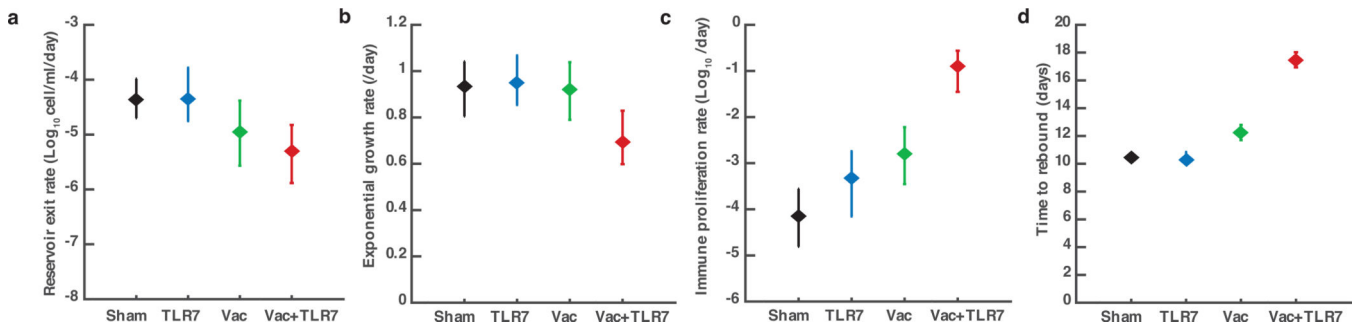 a
Reservoir exit rate (Log10 cell/ml/day)
-3
-4
-5
-6
-7
-8
Sham TLR7 Vac Vac+TLR7
b
Exponential growth rate (/day)
1.2
1
0.8
0.6
0.4
0.2
0
Sham TLR7 Vac Vac+TLR7
c
Immune proliferation rate (Log10 /day)
-0
-1
-2
-3
-4
-5
-6
Sham TLR7 Vac Vac+TLR7
d
Time to rebound (days)
20
18
16
14
12
10
8
6
4
2
0
Sham TLR7 Vac Vac+TLR7